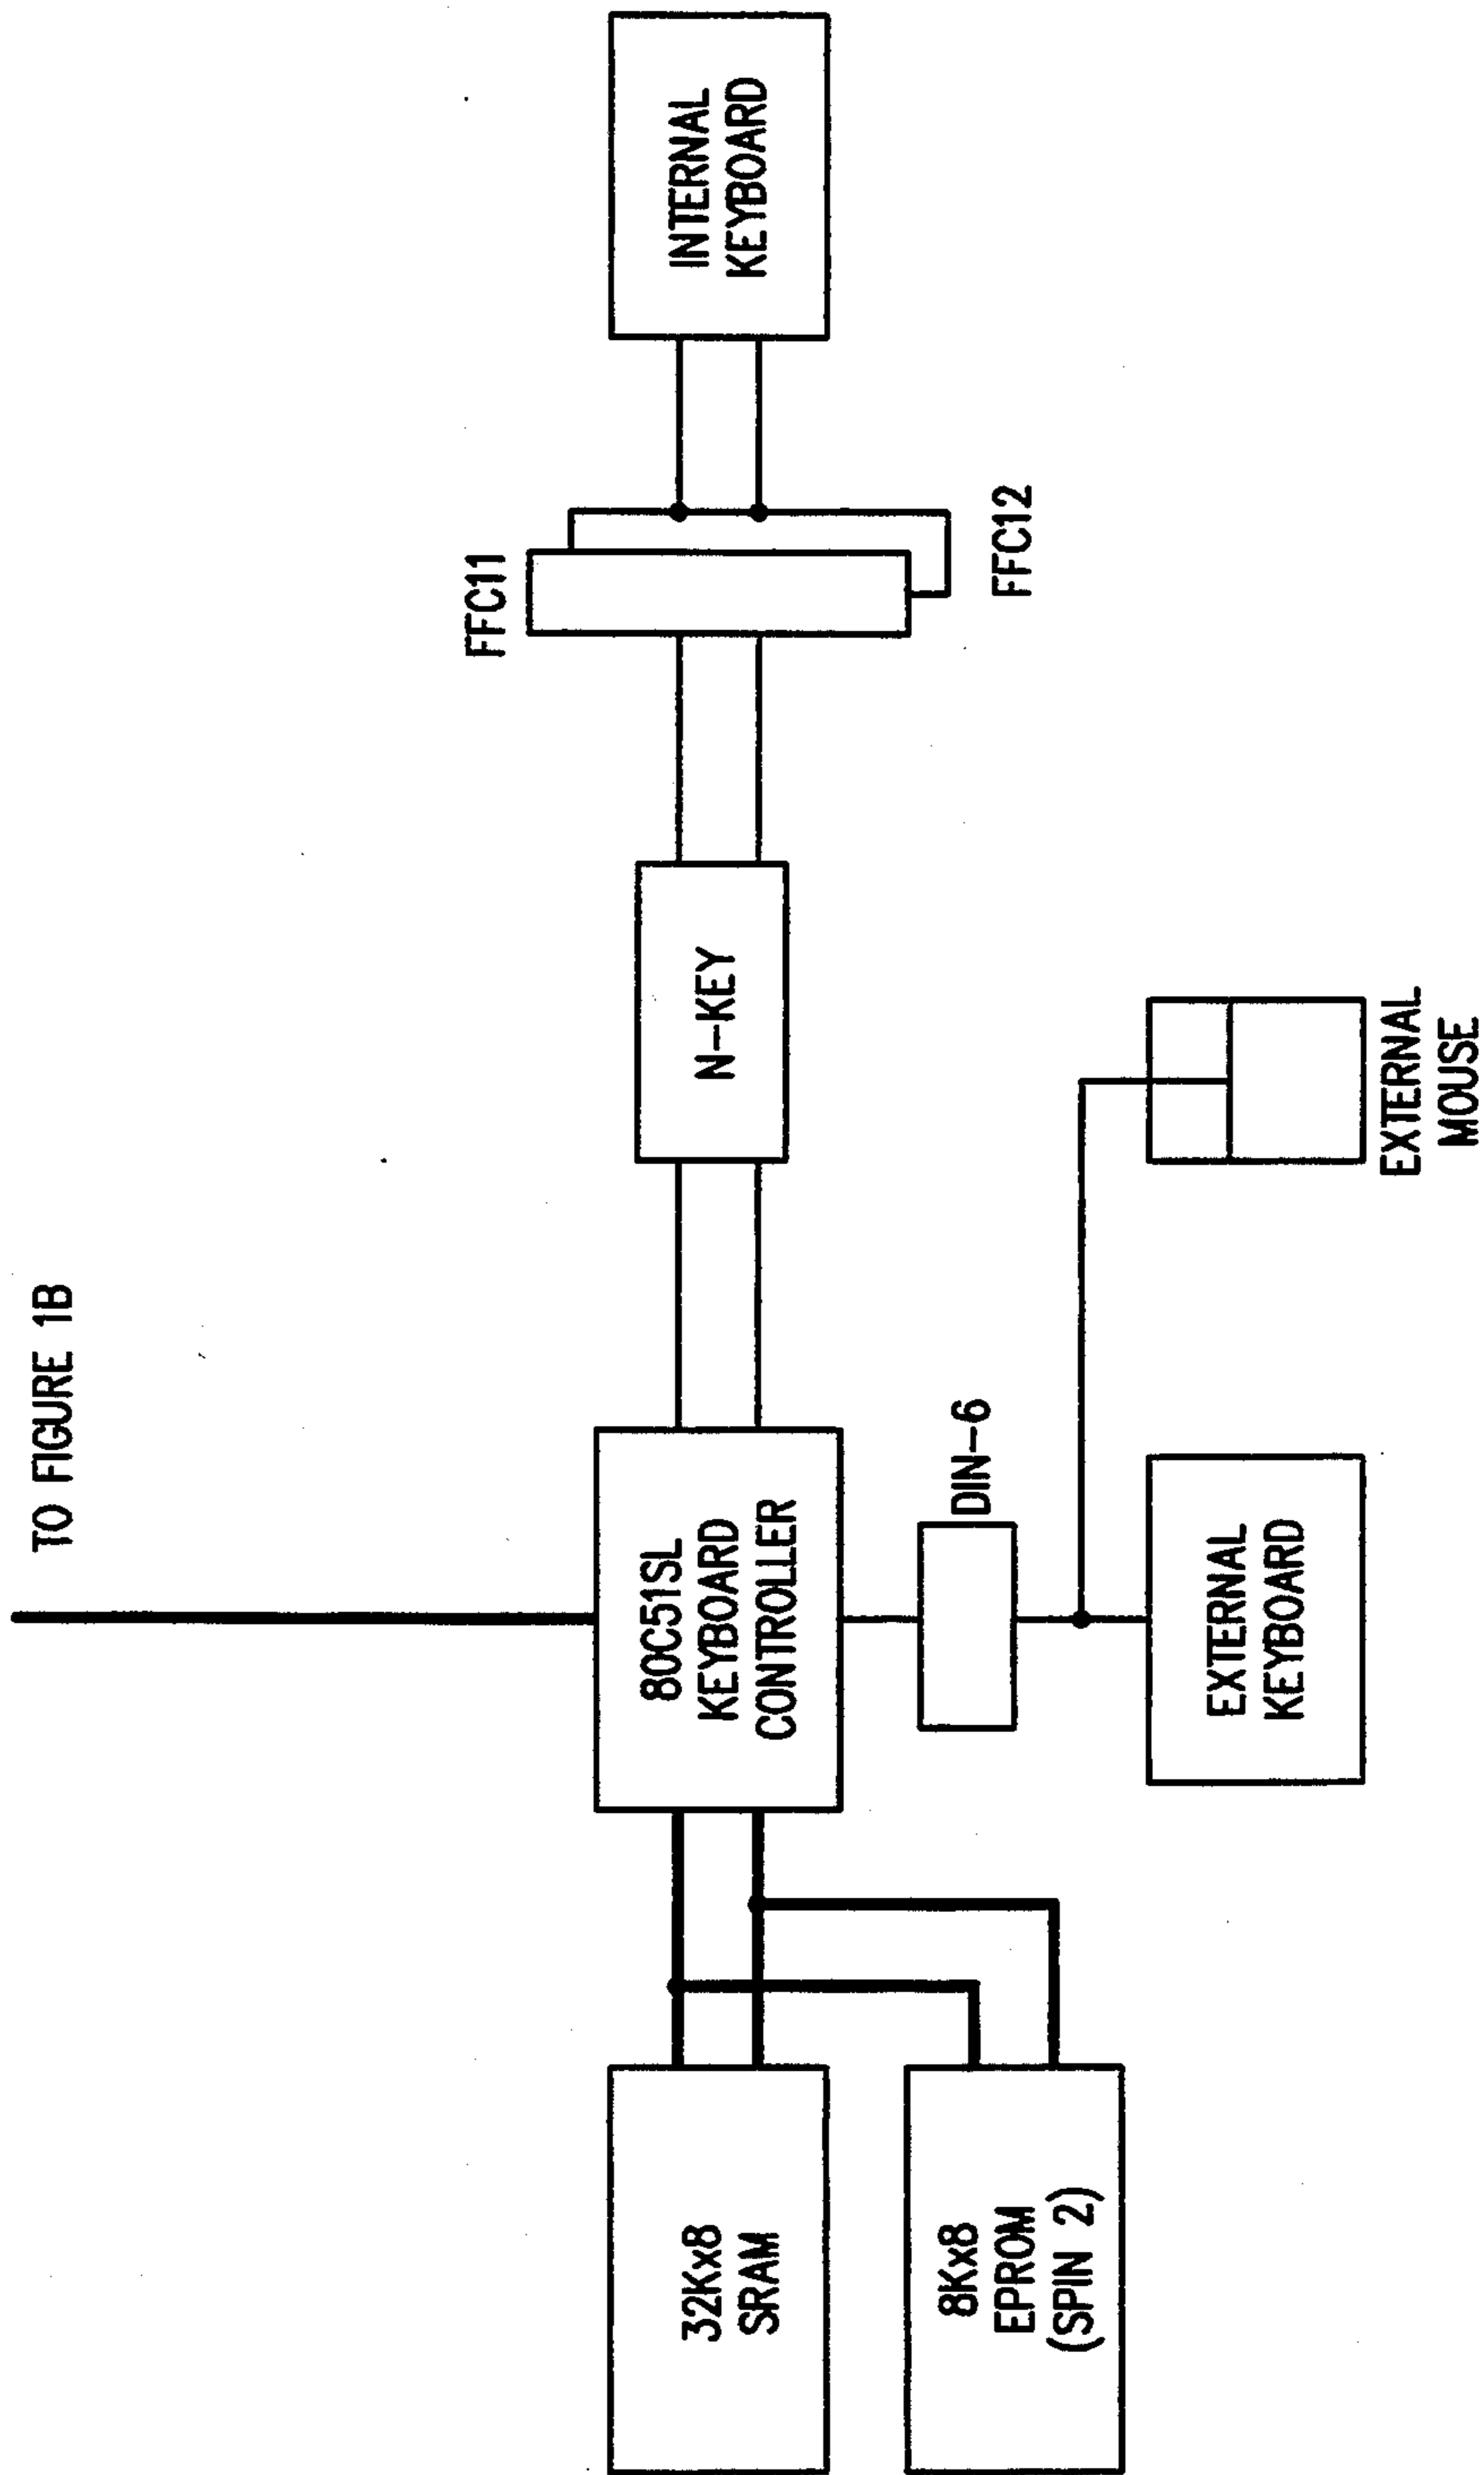 TO FIGURE 1B
32Kx8
SRAM
80C51SL
KEYBOARD
CONTROLLER
N-KEY
FFC11
FFC12
INTERNAL
KEYBOARD
8Kx8
EPROM
(SPIN 2)
DIN-6
EXTERNAL
KEYBOARD
EXTERNAL
MOUSE